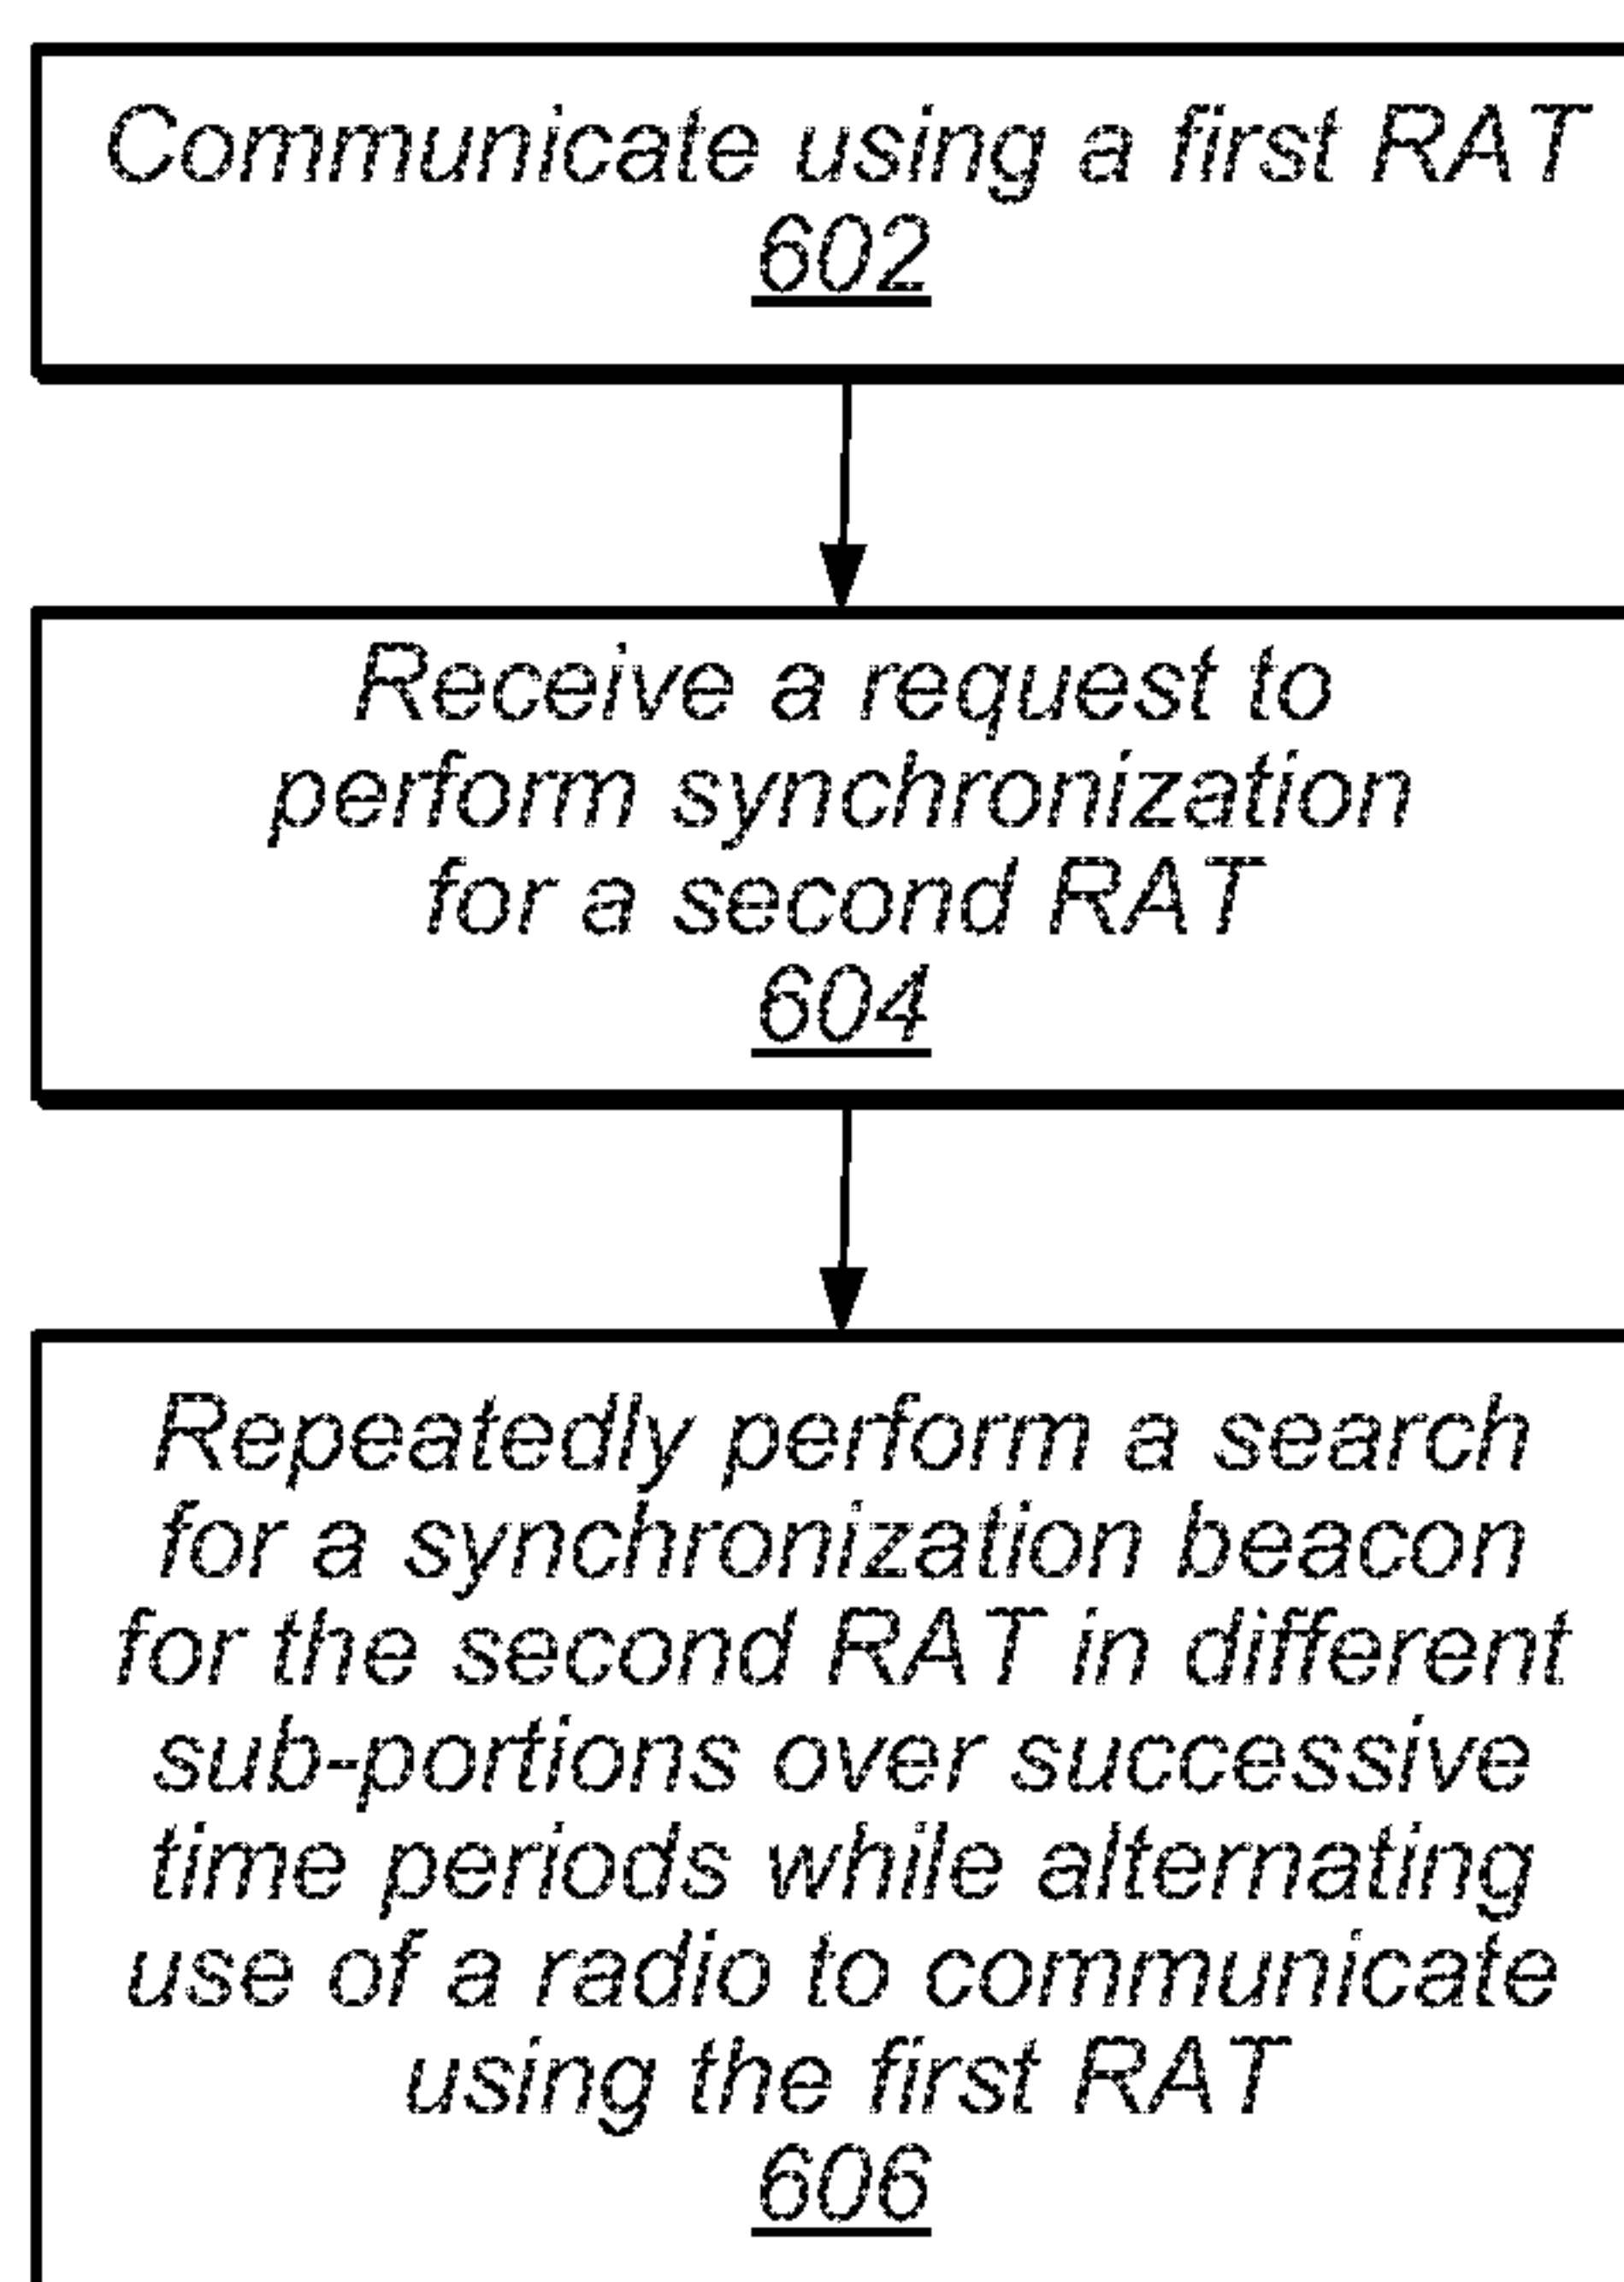 Communicate using a first RAT
602
Receive a request to
perform synchronization
for a second RAT
604
Repeatedly perform a search
for a synchronization beacon
for the second RAT in different
sub-portions over successive
time periods while alternating
use of a radio to communicate
using the first RAT
606